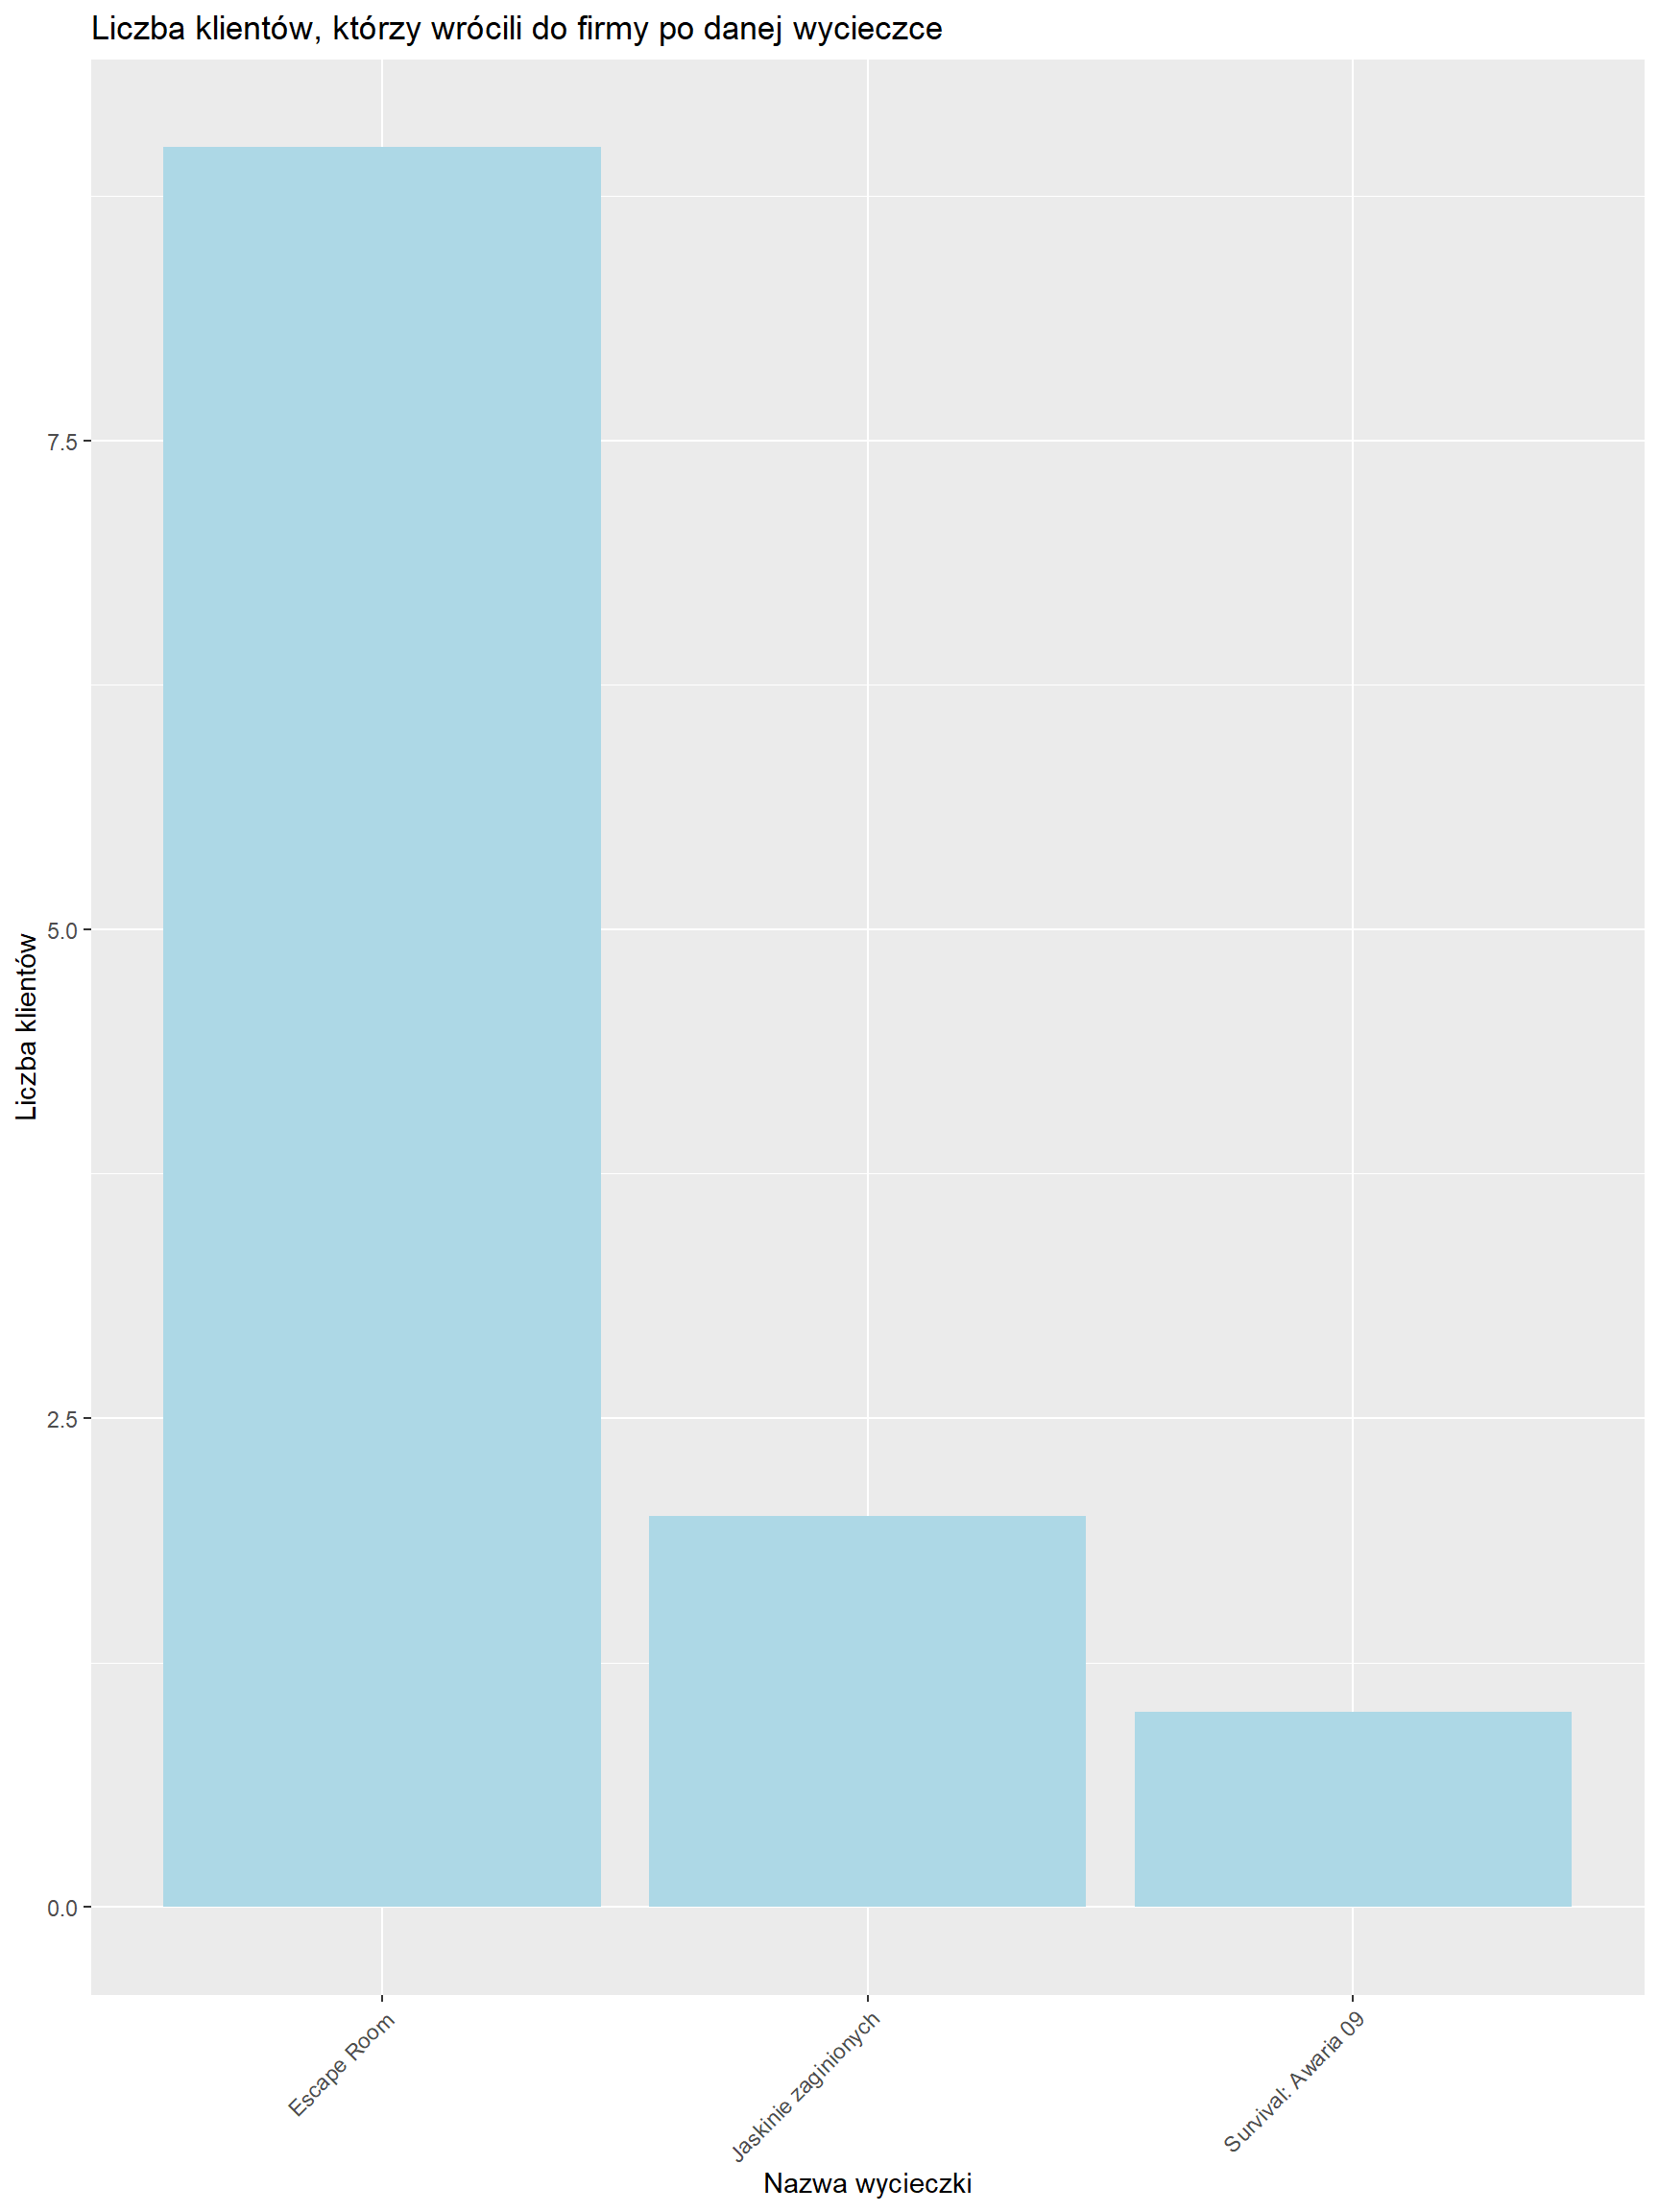 Liczba klientów, którzy wrócili do firmy po danej wycieczce
Liczba klientów
7.5
5.0
2.5
0.0
Escape Room
Jaskinie zaginionych
Survival: Awaria 09
Nazwa wycieczki